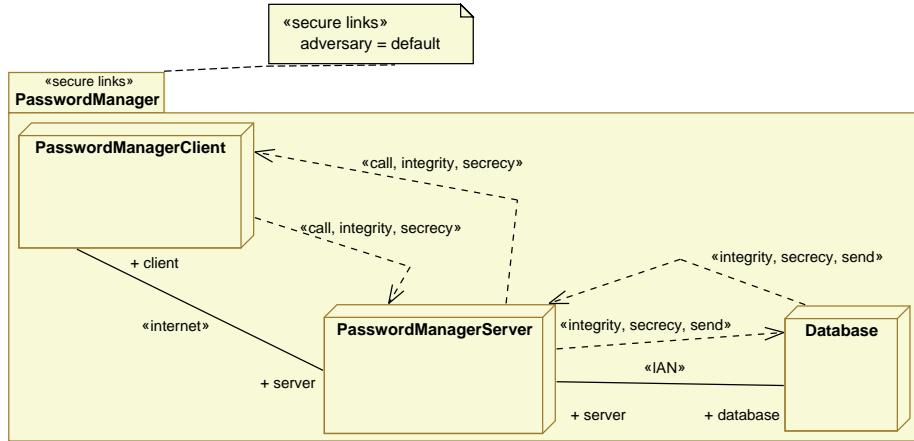 «secure links»
adversary = default
«secure links»
PasswordManager
PasswordManagerClient
«call, integrity, secrecy»
«call, integrity, secrecy»
+ client
«integrity, secrecy, send»
«internet»
PasswordManagerServer
«integrity, secrecy, send»
Database
«lAN»
+ server
+ server
+ database